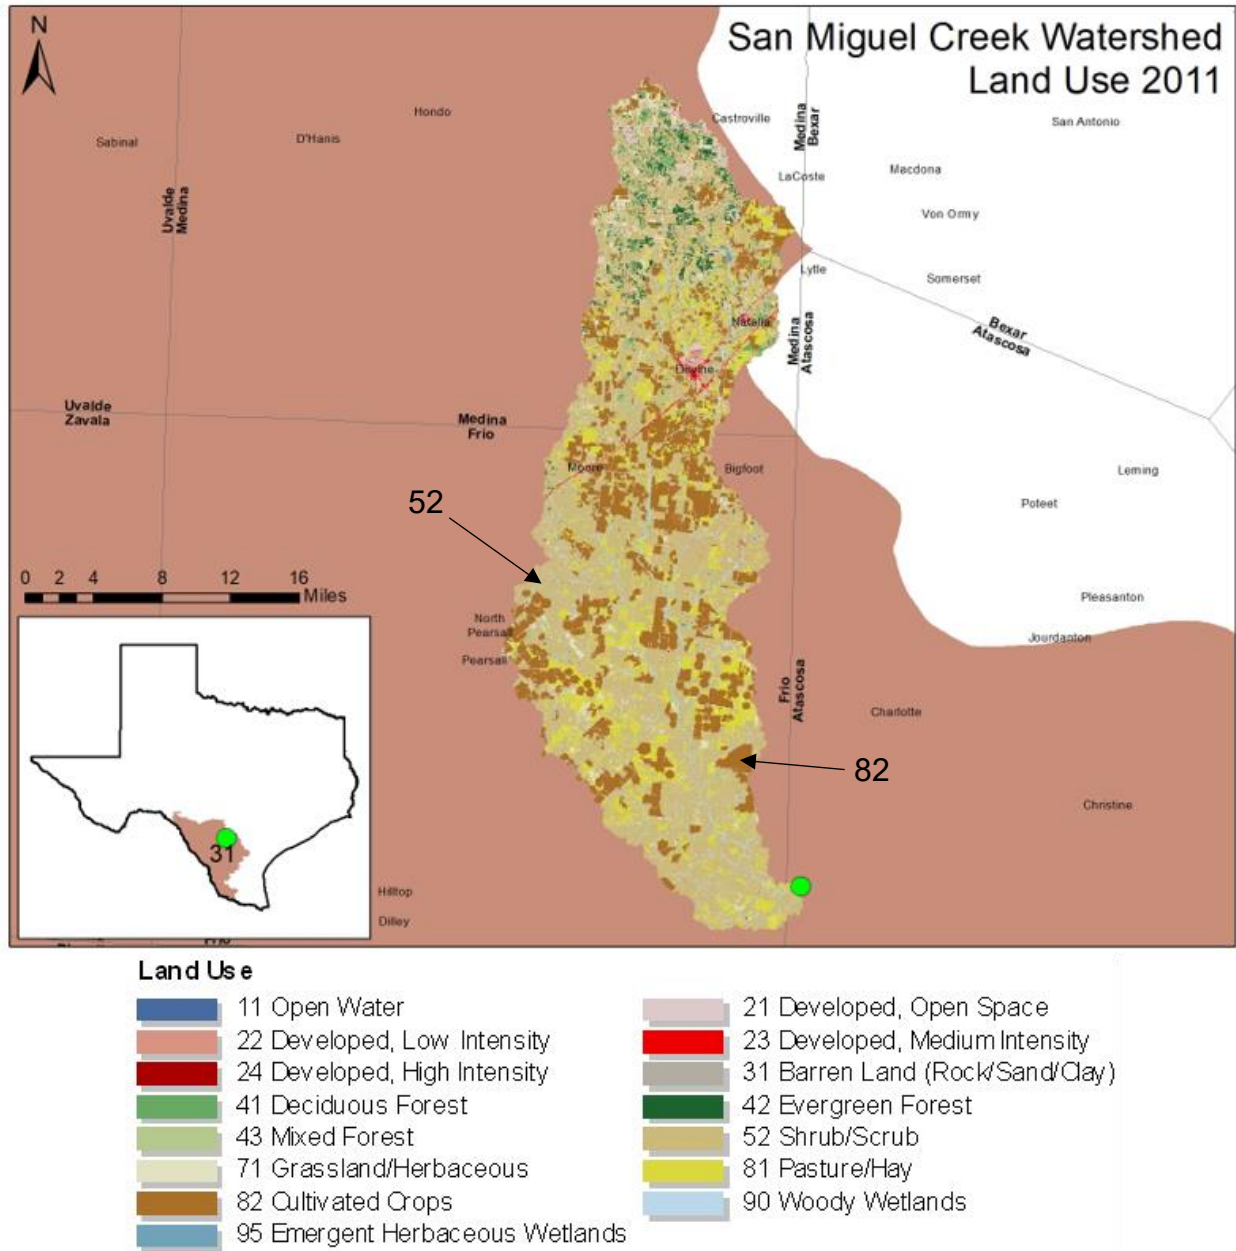 N
San Miguel Creek Watershed
Land Use 2011
Hondo
Castroville
Medina
Bexar
San Antonio
Sabinal
D'Hanis
LaCoste
Macdona
Uvalde
Medina
Von Ormy
Lytle
Somerset
Natalia
Medina
Atascosa
Bexar
Atascosa
Devine
Uvalde
Zavala
Medina
Frio
Moore
Bigfoot
Leming
52
Poteet
0 2 4 8 12 16
Miles
Pleasanton
North
Pearsall
Jourdanton
Pearsall
Frio
Atascosa
Charlotte
82
Christine
31
Hilltop
Dilley
Land Use
11 Open Water
21 Developed, Open Space
22 Developed, Low Intensity
23 Developed, Medium Intensity
24 Developed, High Intensity
31 Barren Land (Rock/Sand/Clay)
41 Deciduous Forest
42 Evergreen Forest
43 Mixed Forest
52 Shrub/Scrub
71 Grassland/Herbaceous
81 Pasture/Hay
82 Cultivated Crops
90 Woody Wetlands
95 Emergent Herbaceous Wetlands